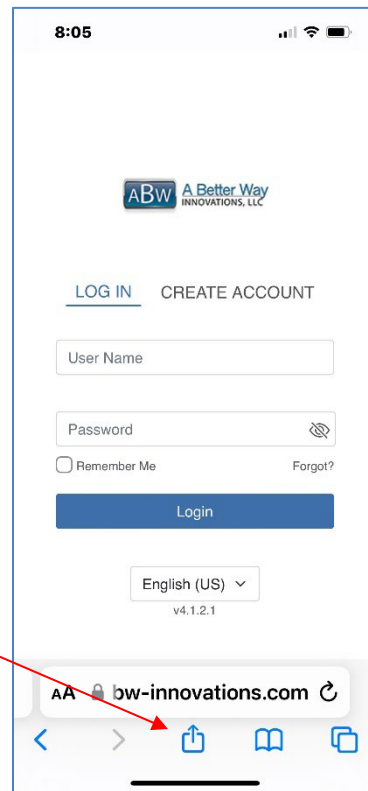 8:05
ABW A Better Way
INNOVATIONS, LLC
LOG IN CREATE ACCOUNT
User Name
Password
Remember Me Forgot?
Login
English (US)
v4.1.2.1
AA bw-innovations.com